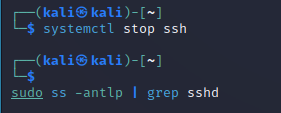 ┌──(kali㉿kali)-[~]
└─$ systemctl stop ssh
┌──(kali㉿kali)-[~]
└─$
sudo ss -antlp | grep sshd